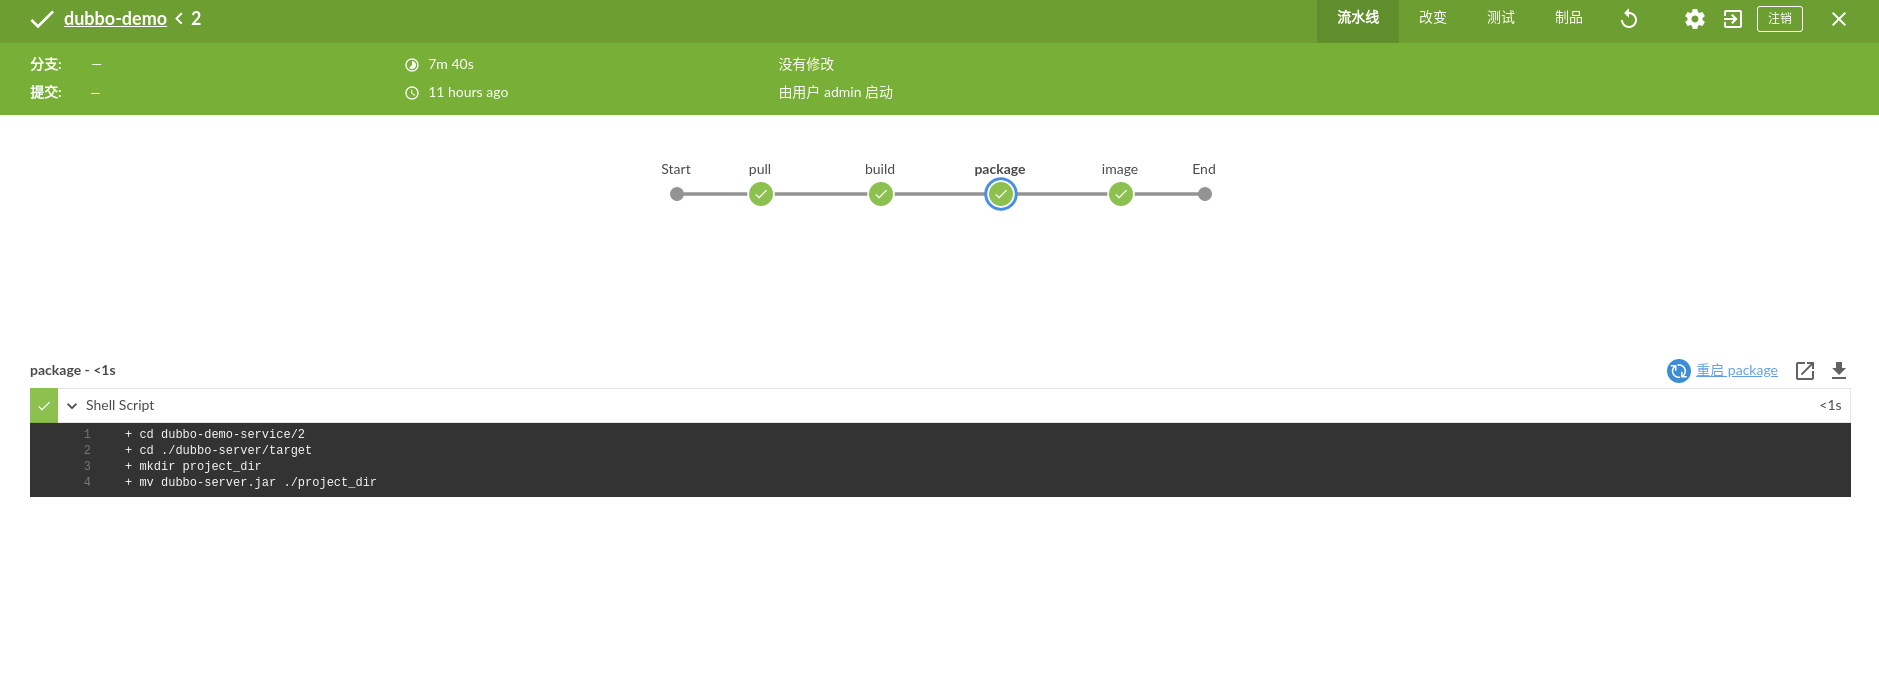 dubbo-demo < 2
流水线 改变 测试 制品 注销
分支: — 7m 40s 没有修改
提交: — 11 hours ago 由用户 admin 启动
Start pull build package image End
package - <1s 重启 package
Shell Script <1s
1 + cd dubbo-demo-service/2
2 + cd ./dubbo-server/target
3 + mkdir project_dir
4 + mv dubbo-server.jar ./project_dir